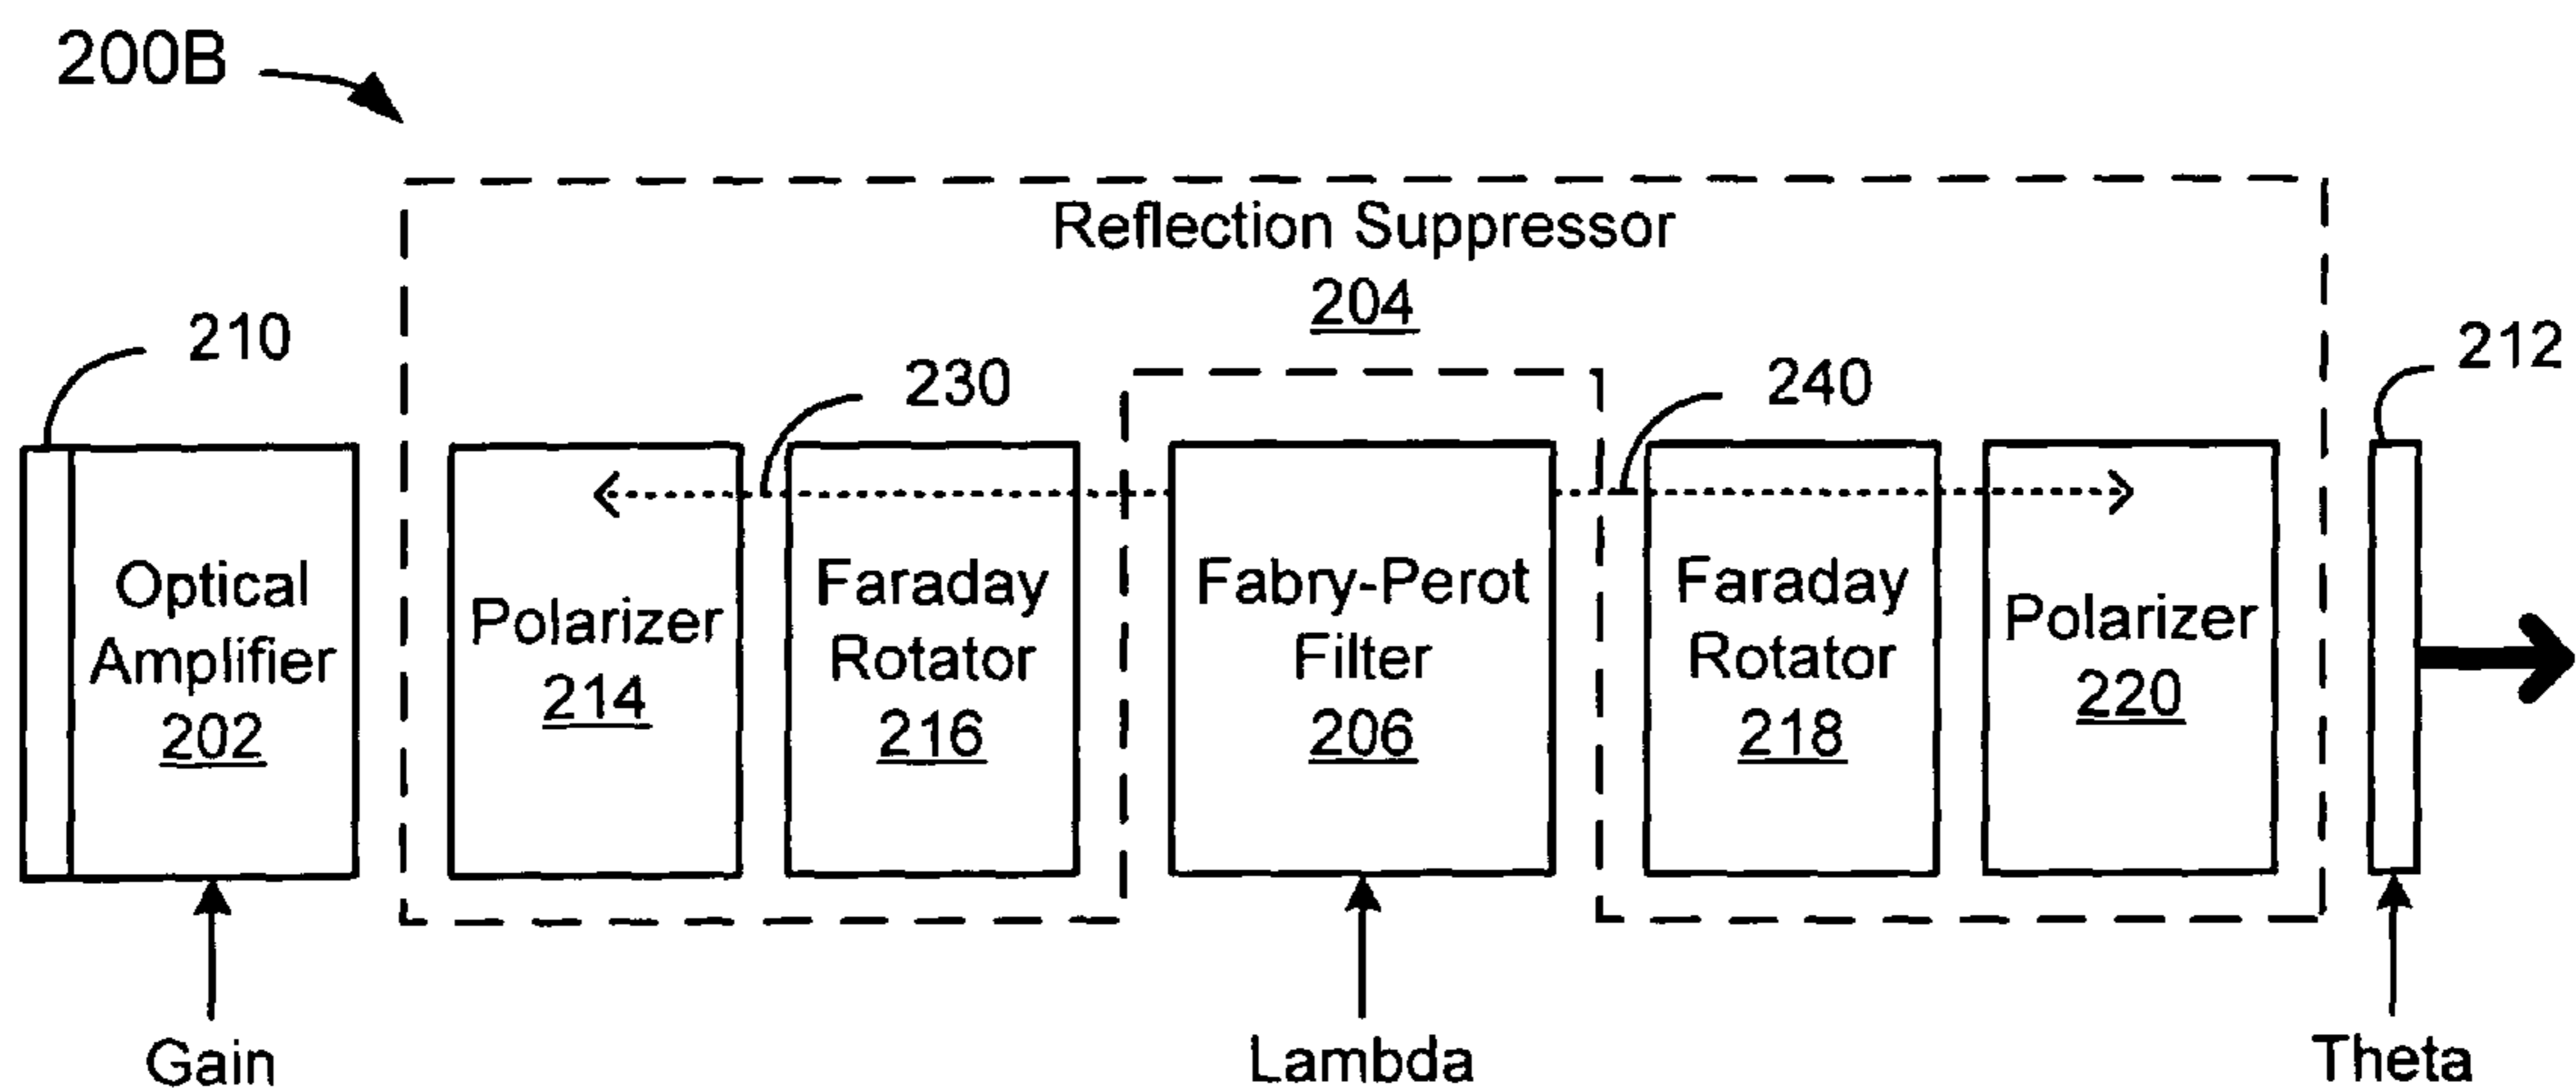 200B
Reflection Suppressor
204
210
230
240
212
Optical
Amplifier
202
Polarizer
214
Faraday
Rotator
216
Fabry-Perot
Filter
206
Faraday
Rotator
218
Polarizer
220
Gain
Lambda
Theta